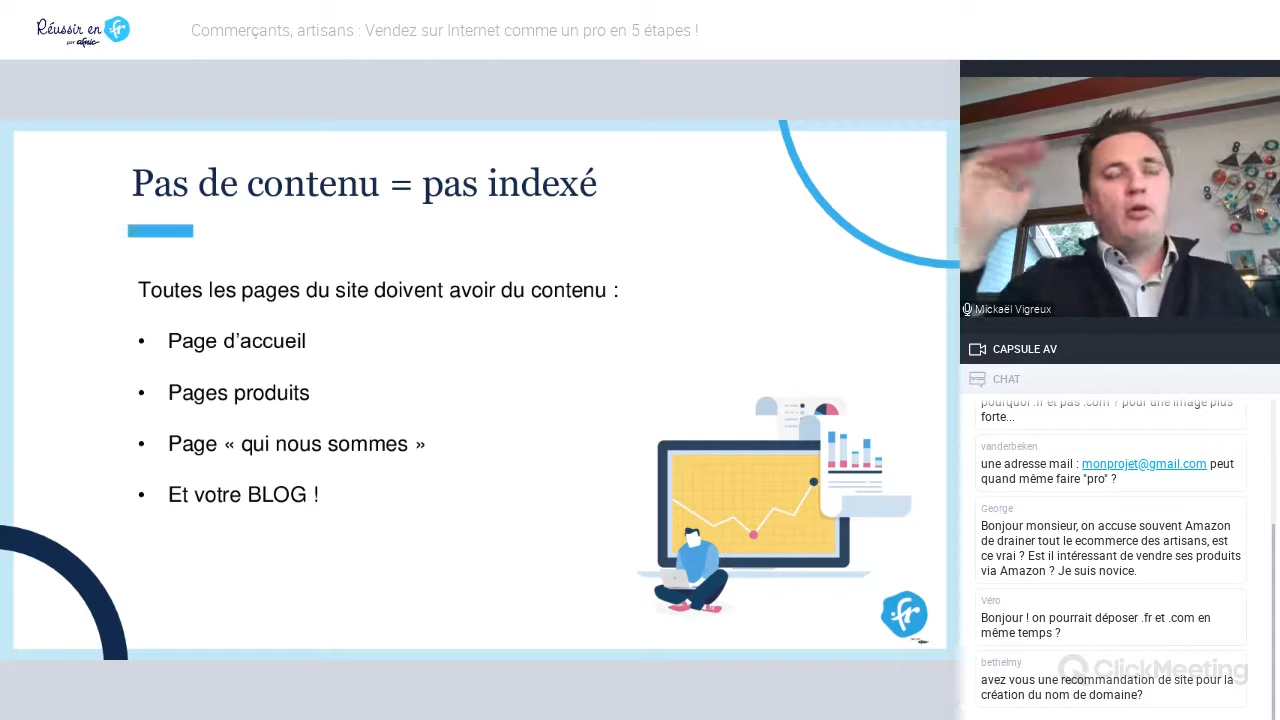 Réussir en fr
par afnic
Commerçants, artisans : Vendez sur Internet comme un pro en 5 étapes !
Pas de contenu = pas indexé
Toutes les pages du site doivent avoir du contenu :
• Page d'accueil
• Pages produits
• Page « qui nous sommes »
• Et votre BLOG !
fr
Mickaël Vigreux
CAPSULE AV
CHAT
pourquoi .fr et pas .com ? pour une image plus
forte...
vanderbeken
une adresse mail : monprojet@gmail.com peut
quand même faire "pro" ?
George
Bonjour monsieur, on accuse souvent Amazon
de drainer tout le ecommerce des artisans, est
ce vrai ? Est il intéressant de vendre ses produits
via Amazon ? Je suis novice.
Véro
Bonjour ! on pourrait déposer .fr et .com en
même temps ?
bethelmy
ClickMeeting
avez vous une recommandation de site pour la
création du nom de domaine?